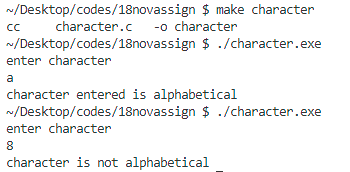 ~/Desktop/codes/18novassign $ make character
cc     character.c   -o character
~/Desktop/codes/18novassign $ ./character.exe
enter character
a
character entered is alphabetical
~/Desktop/codes/18novassign $ ./character.exe
enter character
8
character is not alphabetical _